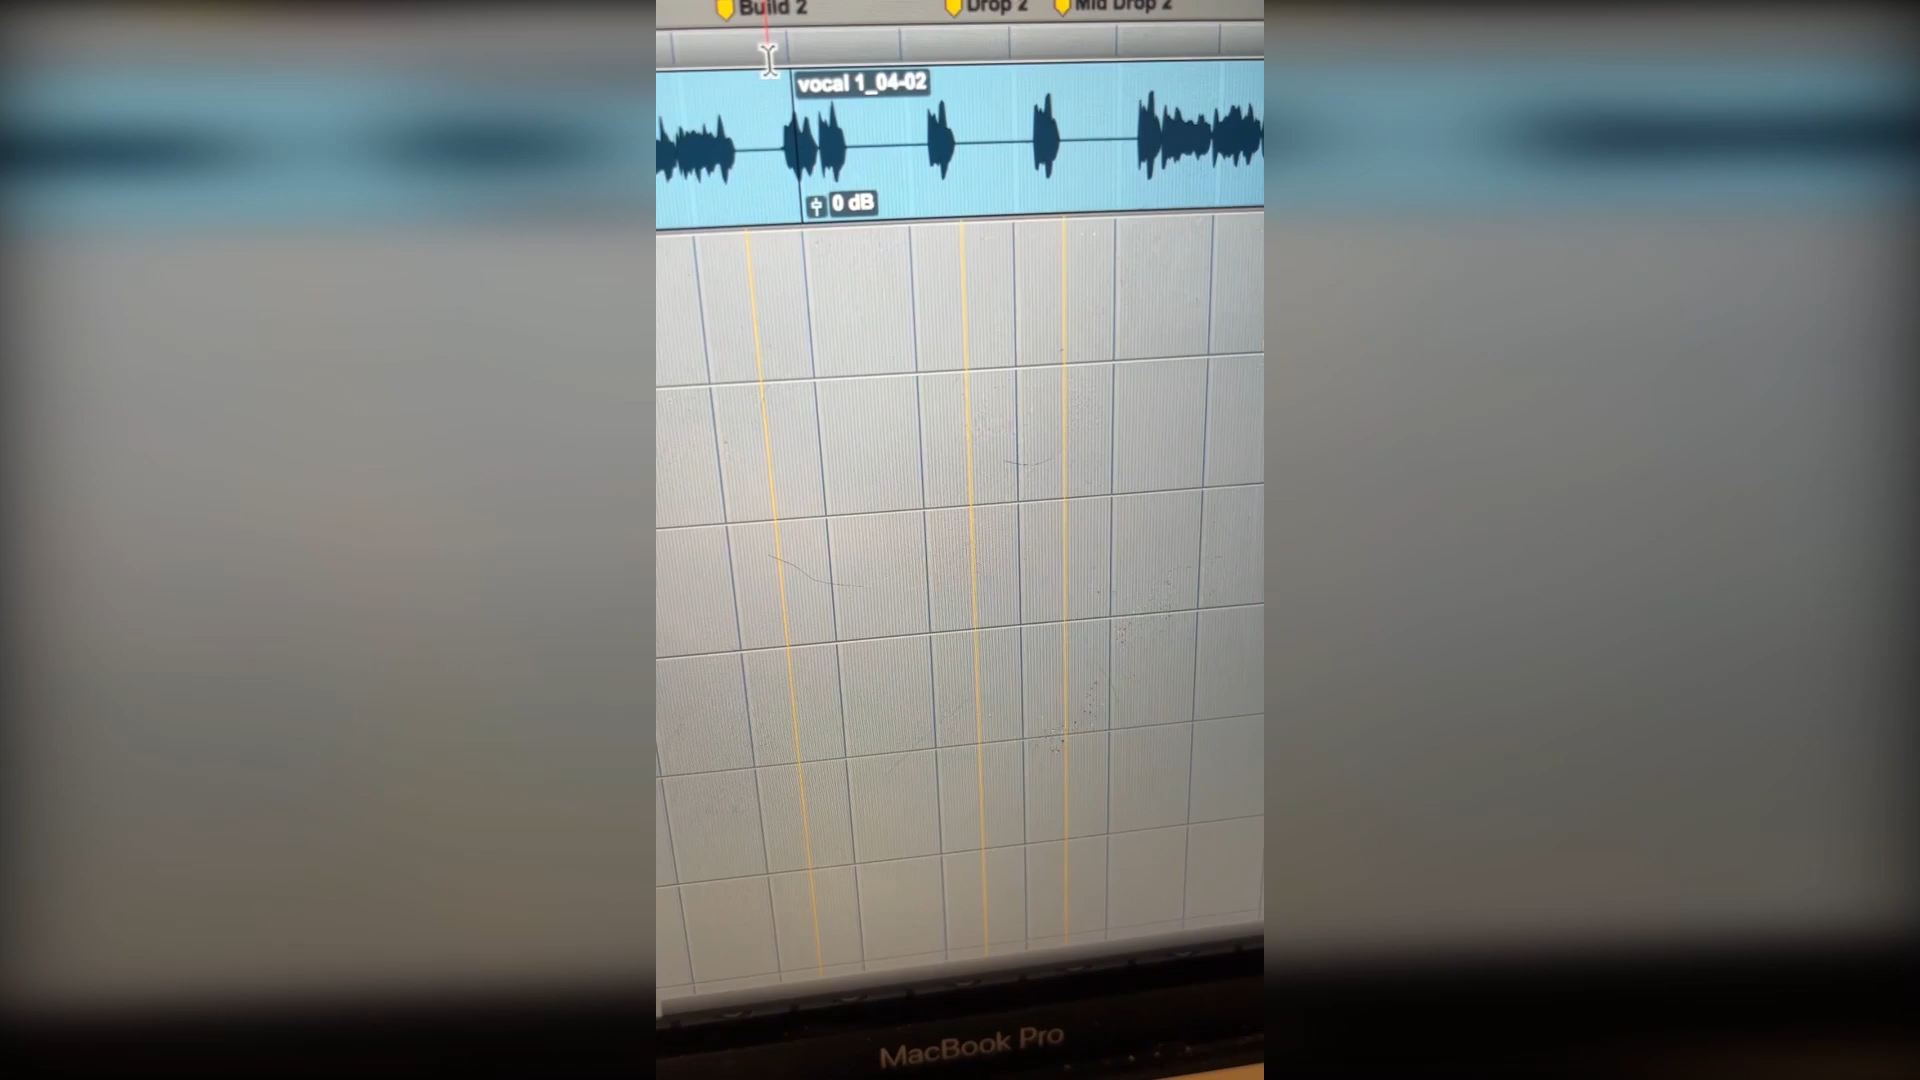 Build 2
Drop 2
Mid Drop 2
vocal 1_04-02
0 dB
MacBook Pro